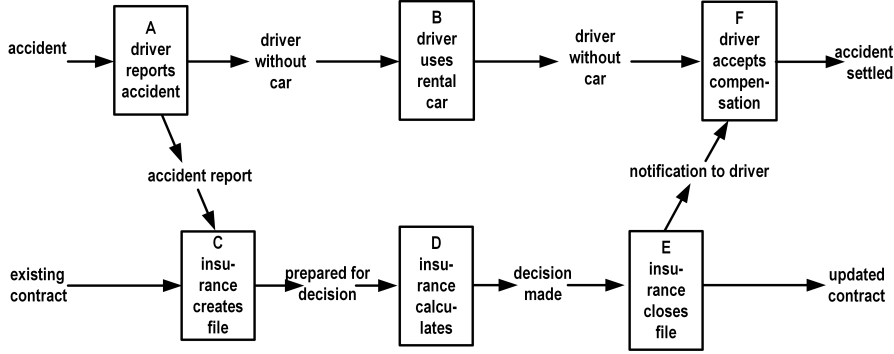 accident
A
driver
reports
accident
driver
without
car
B
driver
uses
rental
car
driver
without
car
F
driver
accepts
compen-
sation
accident
settled
accident report
notification to driver
existing
contract
C
insu-
rance
creates
file
prepared for
decision
D
insu-
rance
calcu-
lates
decision
made
E
insu-
rance
closes
file
updated
contract